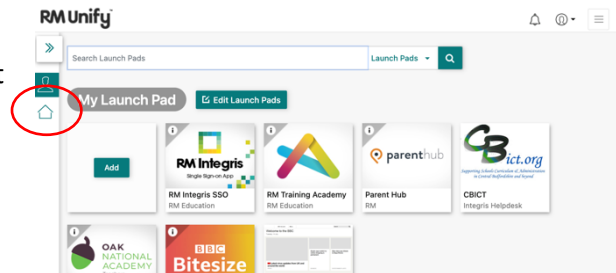 RM Unify
t
Search Launch Pads
Launch Pads
My Launch Pad
Edit Launch Pads
Add
RM Integris
Single Sign-on App
RM Integris SSO
RM Education
RM Training Academy
RM Education
parenthub
Parent Hub
RM
CBict.org
Supporting Schools Curriculum & Administration
in Central Bedfordshire and beyond
CBICT
Integris Helpdesk
OAK
NATIONAL
ACADEMY
BBC
Bitesize